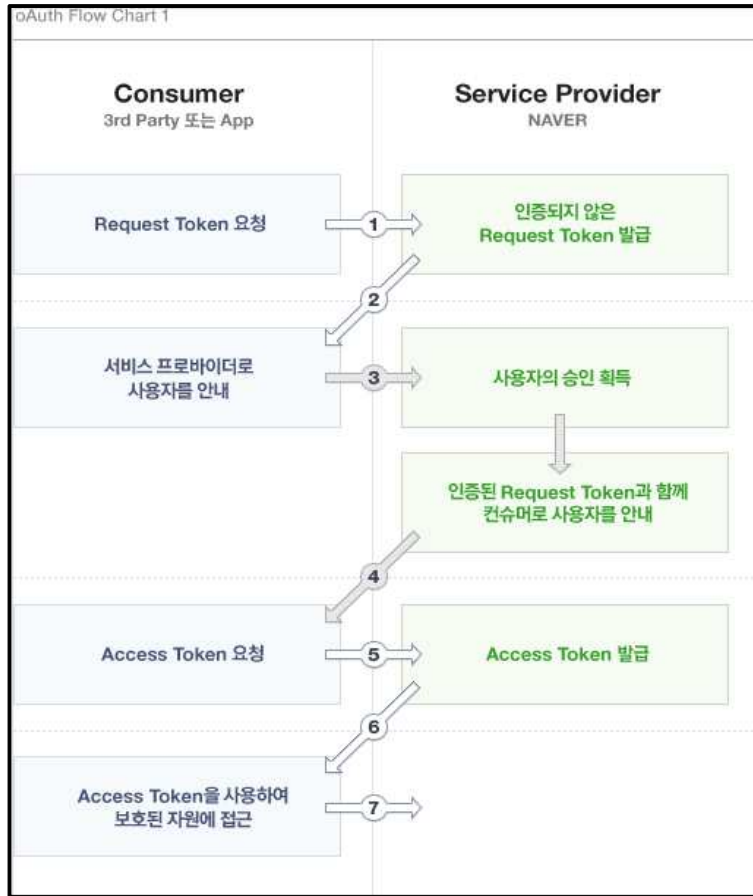 oAuth Flow Chart 1
Consumer
3rd Party 또는 App
Service Provider
NAVER
Request Token 요청
1
인증되지 않은
Request Token 발급
2
서비스 프로바이더로
사용자를 안내
3
사용자의 승인 획득
인증된 Request Token과 함께
컨슈머로 사용자를 안내
4
Access Token 요청
5
Access Token 발급
6
Access Token을 사용하여
보호된 자원에 접근
7